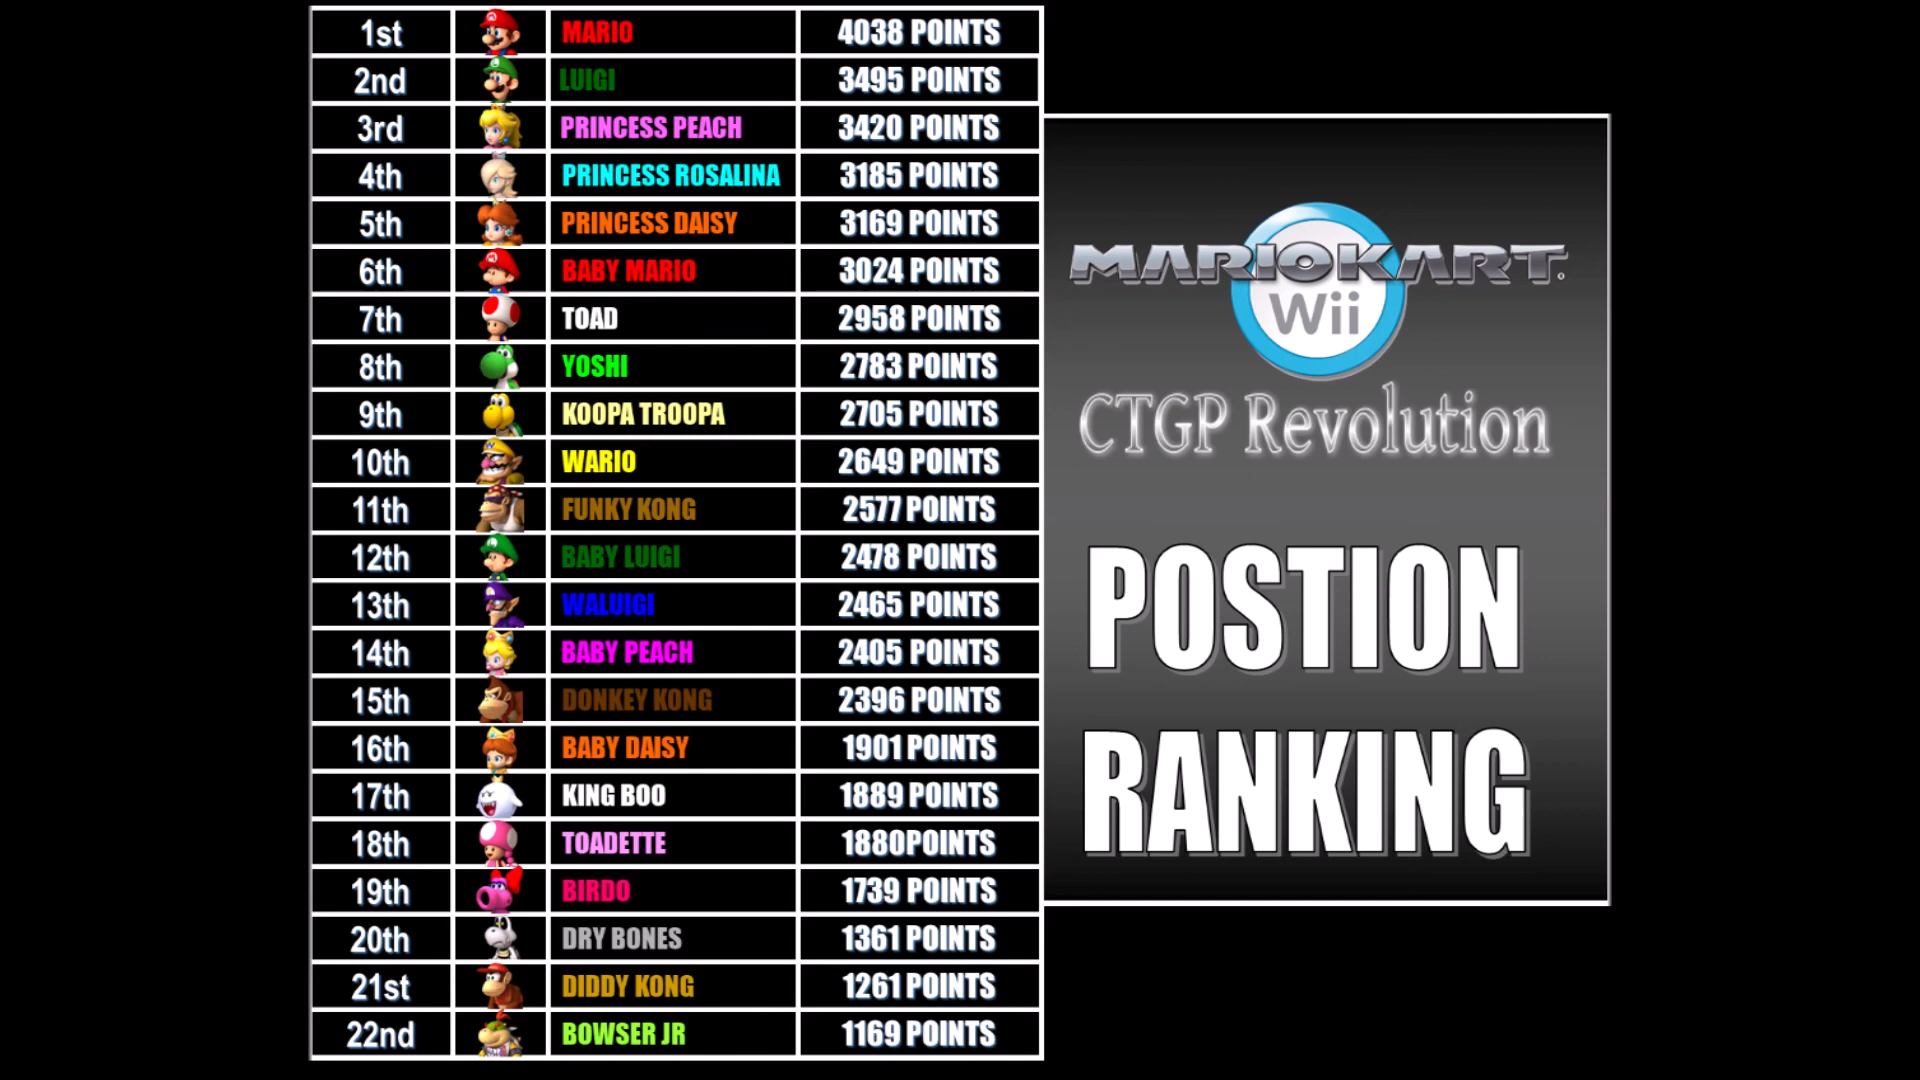 1st MARIO 4038 POINTS
2nd LUIGI 3495 POINTS
3rd PRINCESS PEACH 3420 POINTS
4th PRINCESS ROSALINA 3185 POINTS
5th PRINCESS DAISY 3169 POINTS
6th BABY MARIO 3024 POINTS
7th TOAD 2958 POINTS
8th YOSHI 2783 POINTS
9th KOOPA TROOPA 2705 POINTS
10th WARIO 2649 POINTS
11th FUNKY KONG 2577 POINTS
12th BABY LUIGI 2478 POINTS
13th WALUIGI 2465 POINTS
14th BABY PEACH 2405 POINTS
15th DONKEY KONG 2396 POINTS
16th BABY DAISY 1901 POINTS
17th KING BOO 1889 POINTS
18th TOADETTE 1880POINTS
19th BIRDO 1739 POINTS
20th DRY BONES 1361 POINTS
21st DIDDY KONG 1261 POINTS
22nd BOWSER JR 1169 POINTS
MARIOKART
Wii
CTGP Revolution
POSTION
RANKING